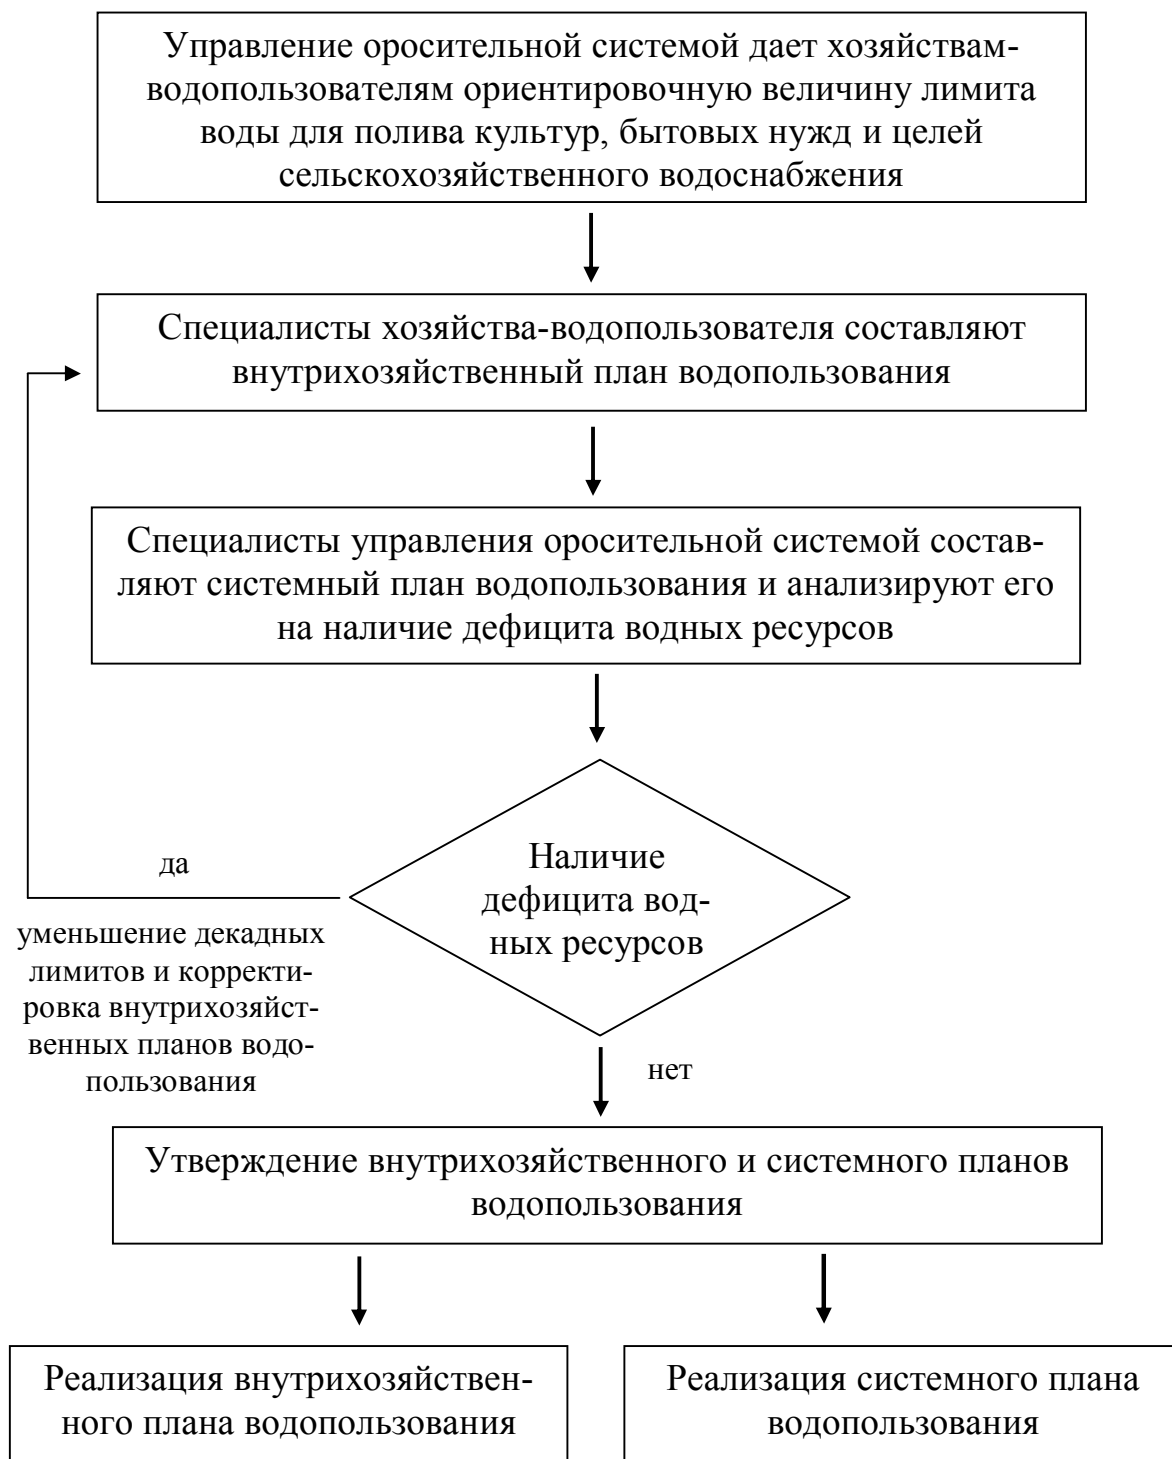 Управление оросительной системой дает хозяйствам-
водопользователям ориентировочную величину лимита
воды для полива культур, бытовых нужд и целей
сельскохозяйственного водоснабжения
Специалисты хозяйства-водопользователя составляют
внутрихозяйственный план водопользования
Специалисты управления оросительной системой состав-
ляют системный план водопользования и анализируют его
на наличие дефицита водных ресурсов
Наличие
дефицита вод-
ных ресурсов
да
уменьшение декадных
лимитов и корректи-
ровка внутрихозяйст-
венных планов водо-
пользования
нет
Утверждение внутрихозяйственного и системного планов
водопользования
Реализация внутрихозяйствен-
ного плана водопользования
Реализация системного плана
водопользования